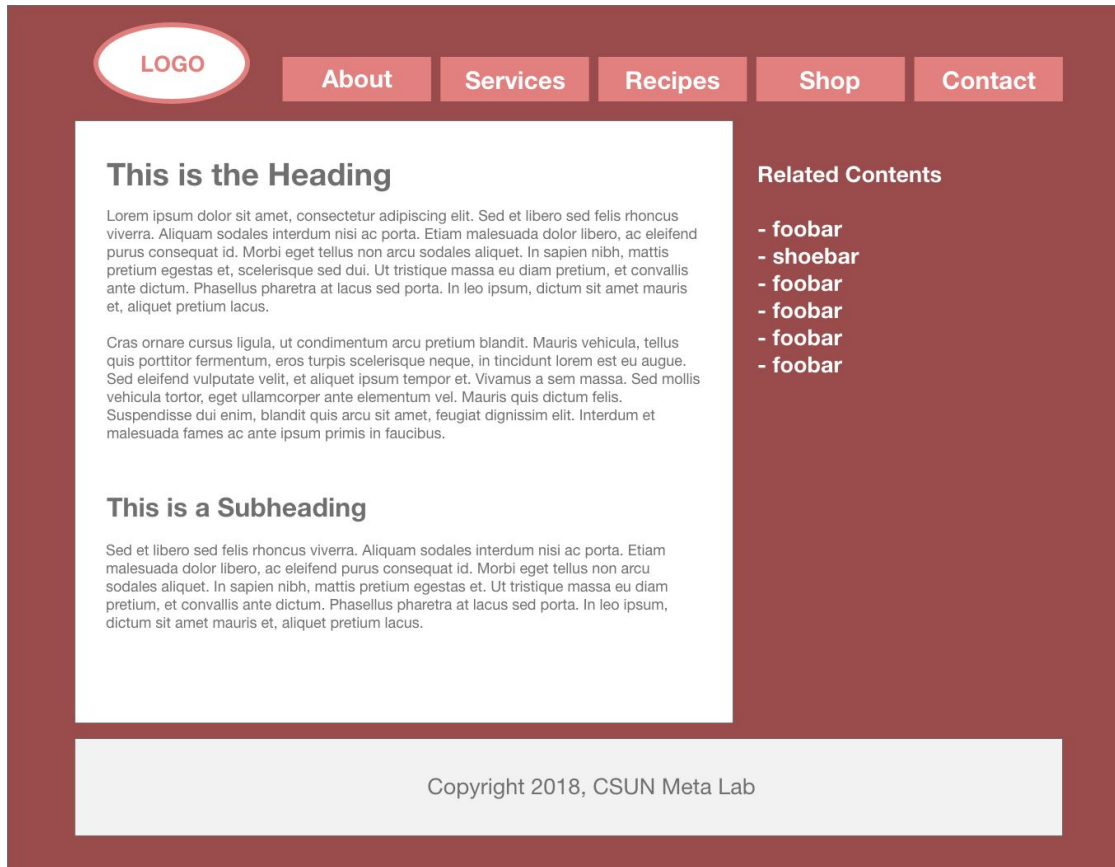 LOGO
About
Services
Recipes
Shop
Contact
This is the Heading
Lorem ipsum dolor sit amet, consectetur adipiscing elit. Sed et libero sed felis rhoncus
viverra. Aliquam sodales interdum nisi ac porta. Etiam malesuada dolor libero, ac eleifend
purus consequat id. Morbi eget tellus non arcu sodales aliquet. In sapien nibh, mattis
pretium egestas et, scelerisque sed dui. Ut tristique massa eu diam pretium, et convallis
ante dictum. Phasellus pharetra at lacus sed porta. In leo ipsum, dictum sit amet mauris
et, aliquet pretium lacus.
Cras ornare cursus ligula, ut condimentum arcu pretium blandit. Mauris vehicula, tellus
quis porttitor fermentum, eros turpis scelerisque neque, in tincidunt lorem est eu augue.
Sed eleifend vulputate velit, et aliquet ipsum tempor et. Vivamus a sem massa. Sed mollis
vehicula tortor, eget ullamcorper ante elementum vel. Mauris quis dictum felis.
Suspendisse dui enim, blandit quis arcu sit amet, feugiat dignissim elit. Interdum et
malesuada fames ac ante ipsum primis in faucibus.
This is a Subheading
Sed et libero sed felis rhoncus viverra. Aliquam sodales interdum nisi ac porta. Etiam
malesuada dolor libero, ac eleifend purus consequat id. Morbi eget tellus non arcu
sodales aliquet. In sapien nibh, mattis pretium egestas et. Ut tristique massa eu diam
pretium, et convallis ante dictum. Phasellus pharetra at lacus sed porta. In leo ipsum,
dictum sit amet mauris et, aliquet pretium lacus.
Related Contents
- foobar
- shoebar
- foobar
- foobar
- foobar
- foobar
Copyright 2018, CSUN Meta Lab